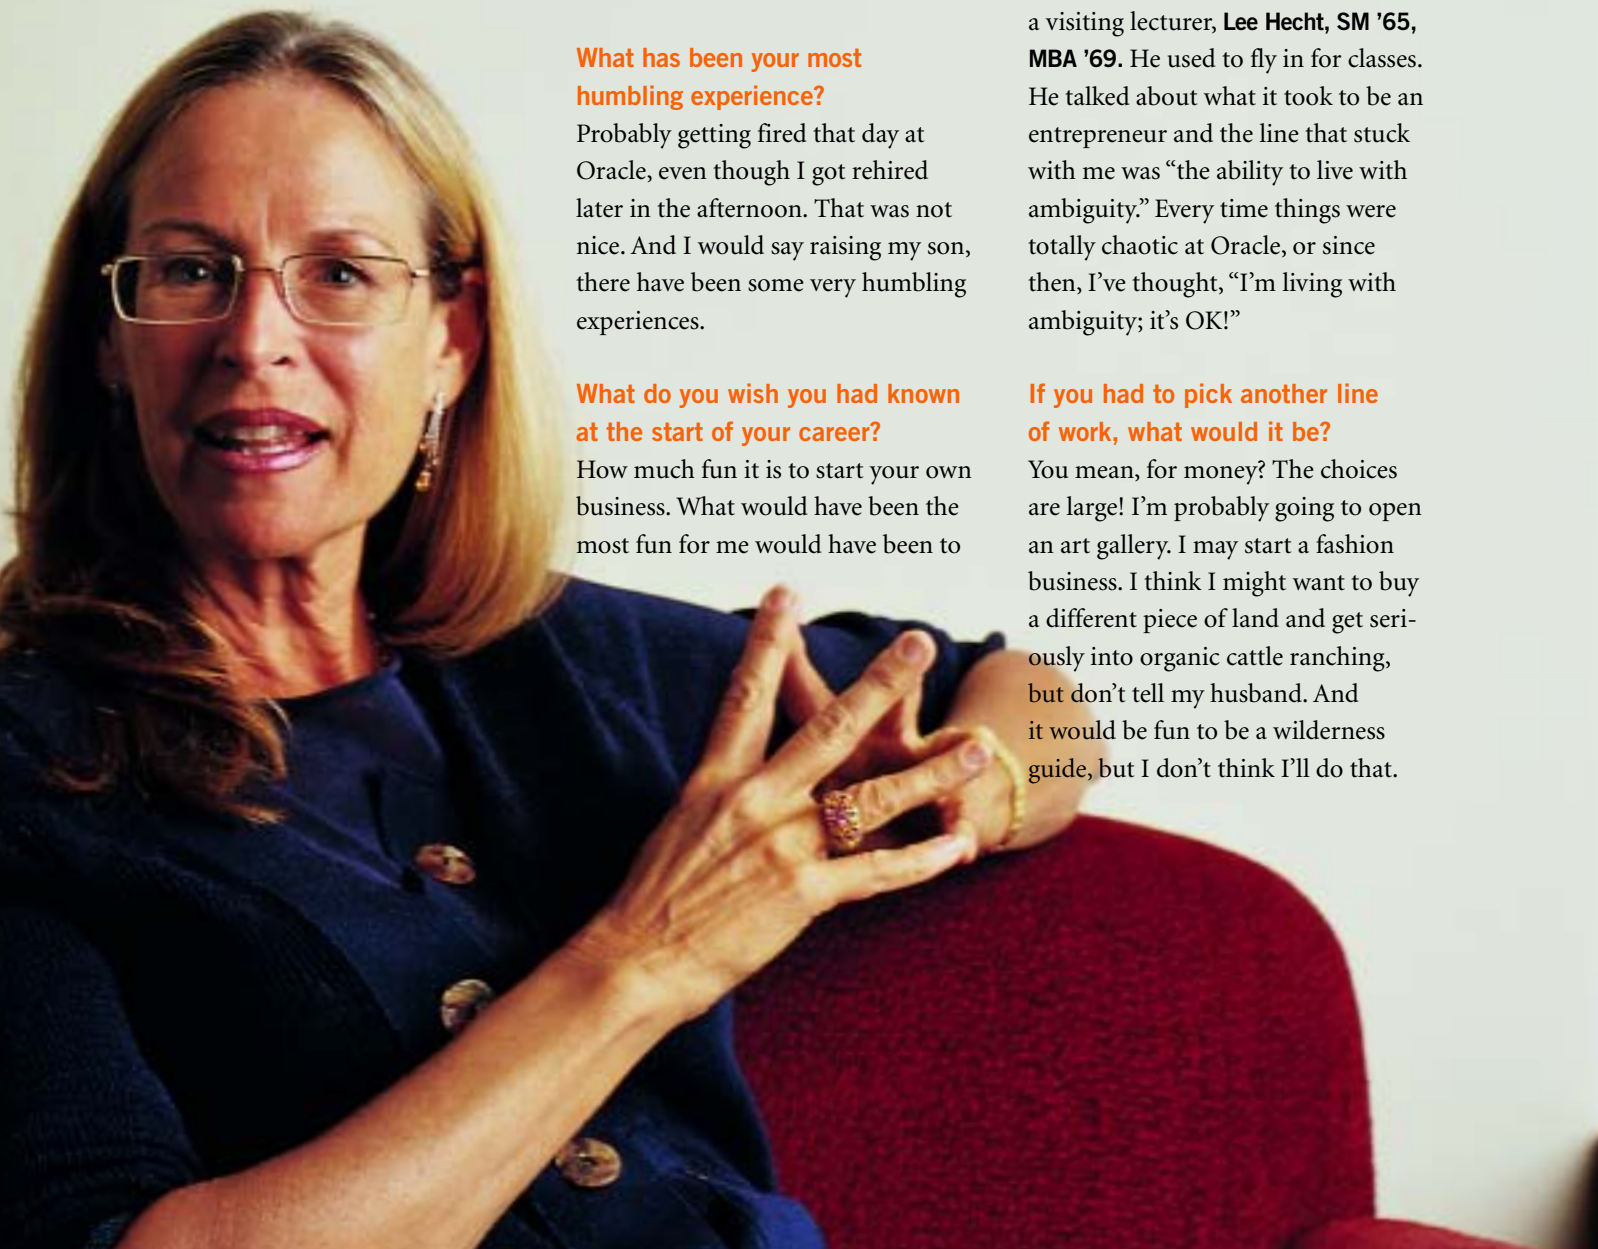 What has been your most
humbling experience?
Probably getting fired that day at
Oracle, even though I got rehired
later in the afternoon. That was not
nice. And I would say raising my son,
there have been some very humbling
experiences.
What do you wish you had known
at the start of your career?
How much fun it is to start your own
business. What would have been the
most fun for me would have been to
a visiting lecturer, Lee Hecht, SM ’65,
MBA ’69. He used to fly in for classes.
He talked about what it took to be an
entrepreneur and the line that stuck
with me was “the ability to live with
ambiguity.” Every time things were
totally chaotic at Oracle, or since
then, I’ve thought, “I’m living with
ambiguity; it’s OK!”
If you had to pick another line
of work, what would it be?
You mean, for money? The choices
are large! I’m probably going to open
an art gallery. I may start a fashion
business. I think I might want to buy
a different piece of land and get seri-
ously into organic cattle ranching,
but don’t tell my husband. And
it would be fun to be a wilderness
guide, but I don’t think I’ll do that.